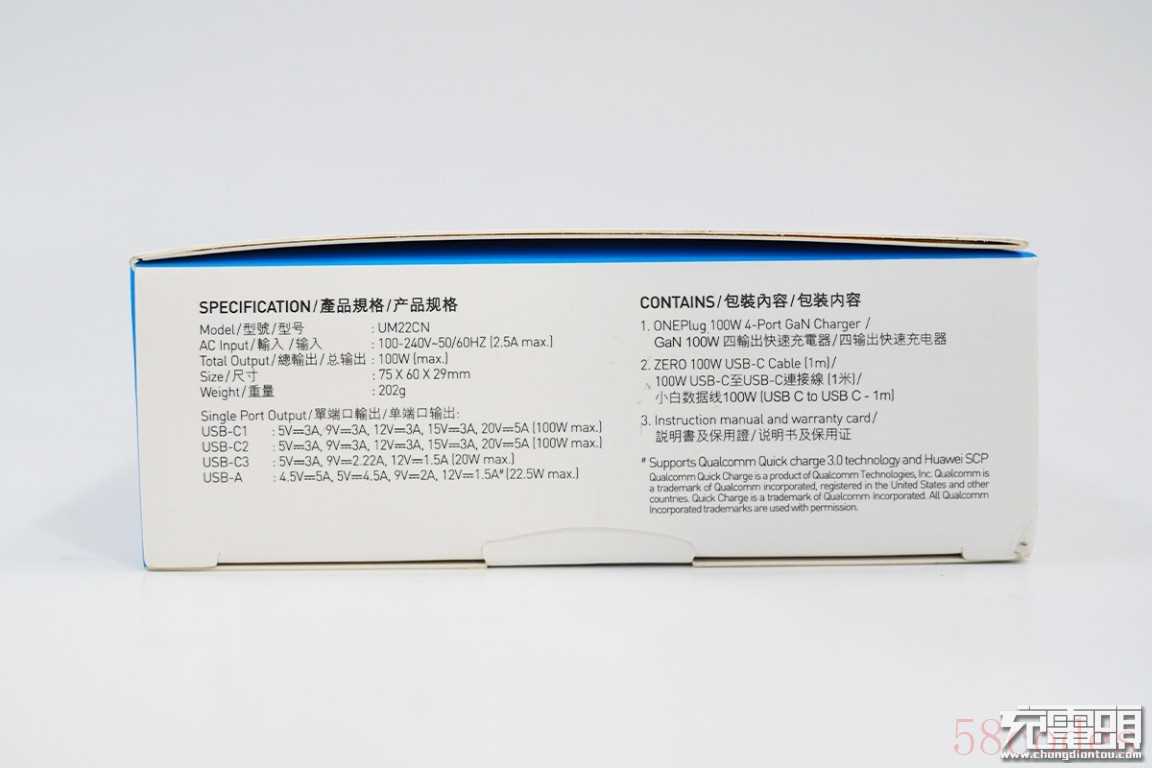 SPECIFICATION/產品規格/产品规格
Model/型號/型号 : UM22CN
AC Input/輸入 /输入 : 100-240V~50/60HZ (2.5A max.)
Total Output/總輸出/总输出 : 100W (max.)
Size/尺寸 : 75 X 60 X 29mm
Weight/重量 : 202g
Single Port Output/單端口輸出/单端口输出:
USB-C1 : 5V⎓3A, 9V⎓3A, 12V⎓3A, 15V⎓3A, 20V⎓5A (100W max.)
USB-C2 : 5V⎓3A, 9V⎓3A, 12V⎓3A, 15V⎓3A, 20V⎓5A (100W max.)
USB-C3 : 5V⎓3A, 9V⎓2.22A, 12V⎓1.5A (20W max.)
USB-A : 4.5V⎓5A, 5V⎓4.5A, 9V⎓2A, 12V⎓1.5A# (22.5W max.)
CONTAINS/包裝內容/包装内容
1. ONEPlug 100W 4-Port GaN Charger /
GaN 100W 四輸出快速充電器/四输出快速充电器
2. ZERO 100W USB-C Cable (1m)/
100W USB-C至USB-C連接線 (1米)/
小白数据线100W (USB C to USB C - 1m)
3. Instruction manual and warranty card/
說明書及保用證/说明书及保用证
# Supports Qualcomm Quick charge 3.0 technology and Huawei SCP
Qualcomm Quick Charge is a product of Qualcomm Technologies, Inc. Qualcomm is
a trademark of Qualcomm Incorporated, registered in the United States and other
countries. Quick Charge is a trademark of Qualcomm Incorporated. All Qualcomm
Incorporated trademarks are used with permission.
充電頭
www.chongdiantou.com